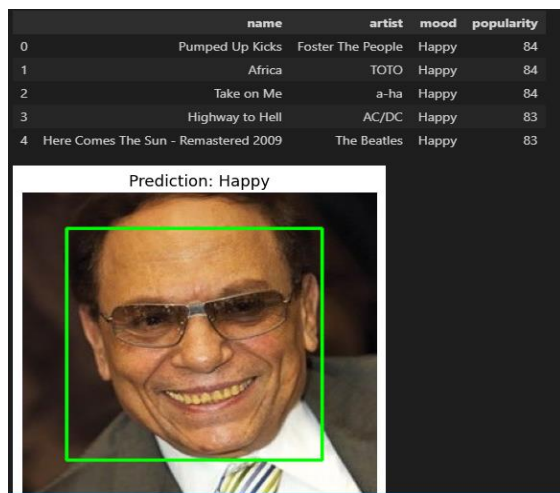 name artist mood popularity
0 Pumped Up Kicks Foster The People Happy 84
1 Africa TOTO Happy 84
2 Take on Me a-ha Happy 84
3 Highway to Hell AC/DC Happy 83
4 Here Comes The Sun - Remastered 2009 The Beatles Happy 83
Prediction: Happy